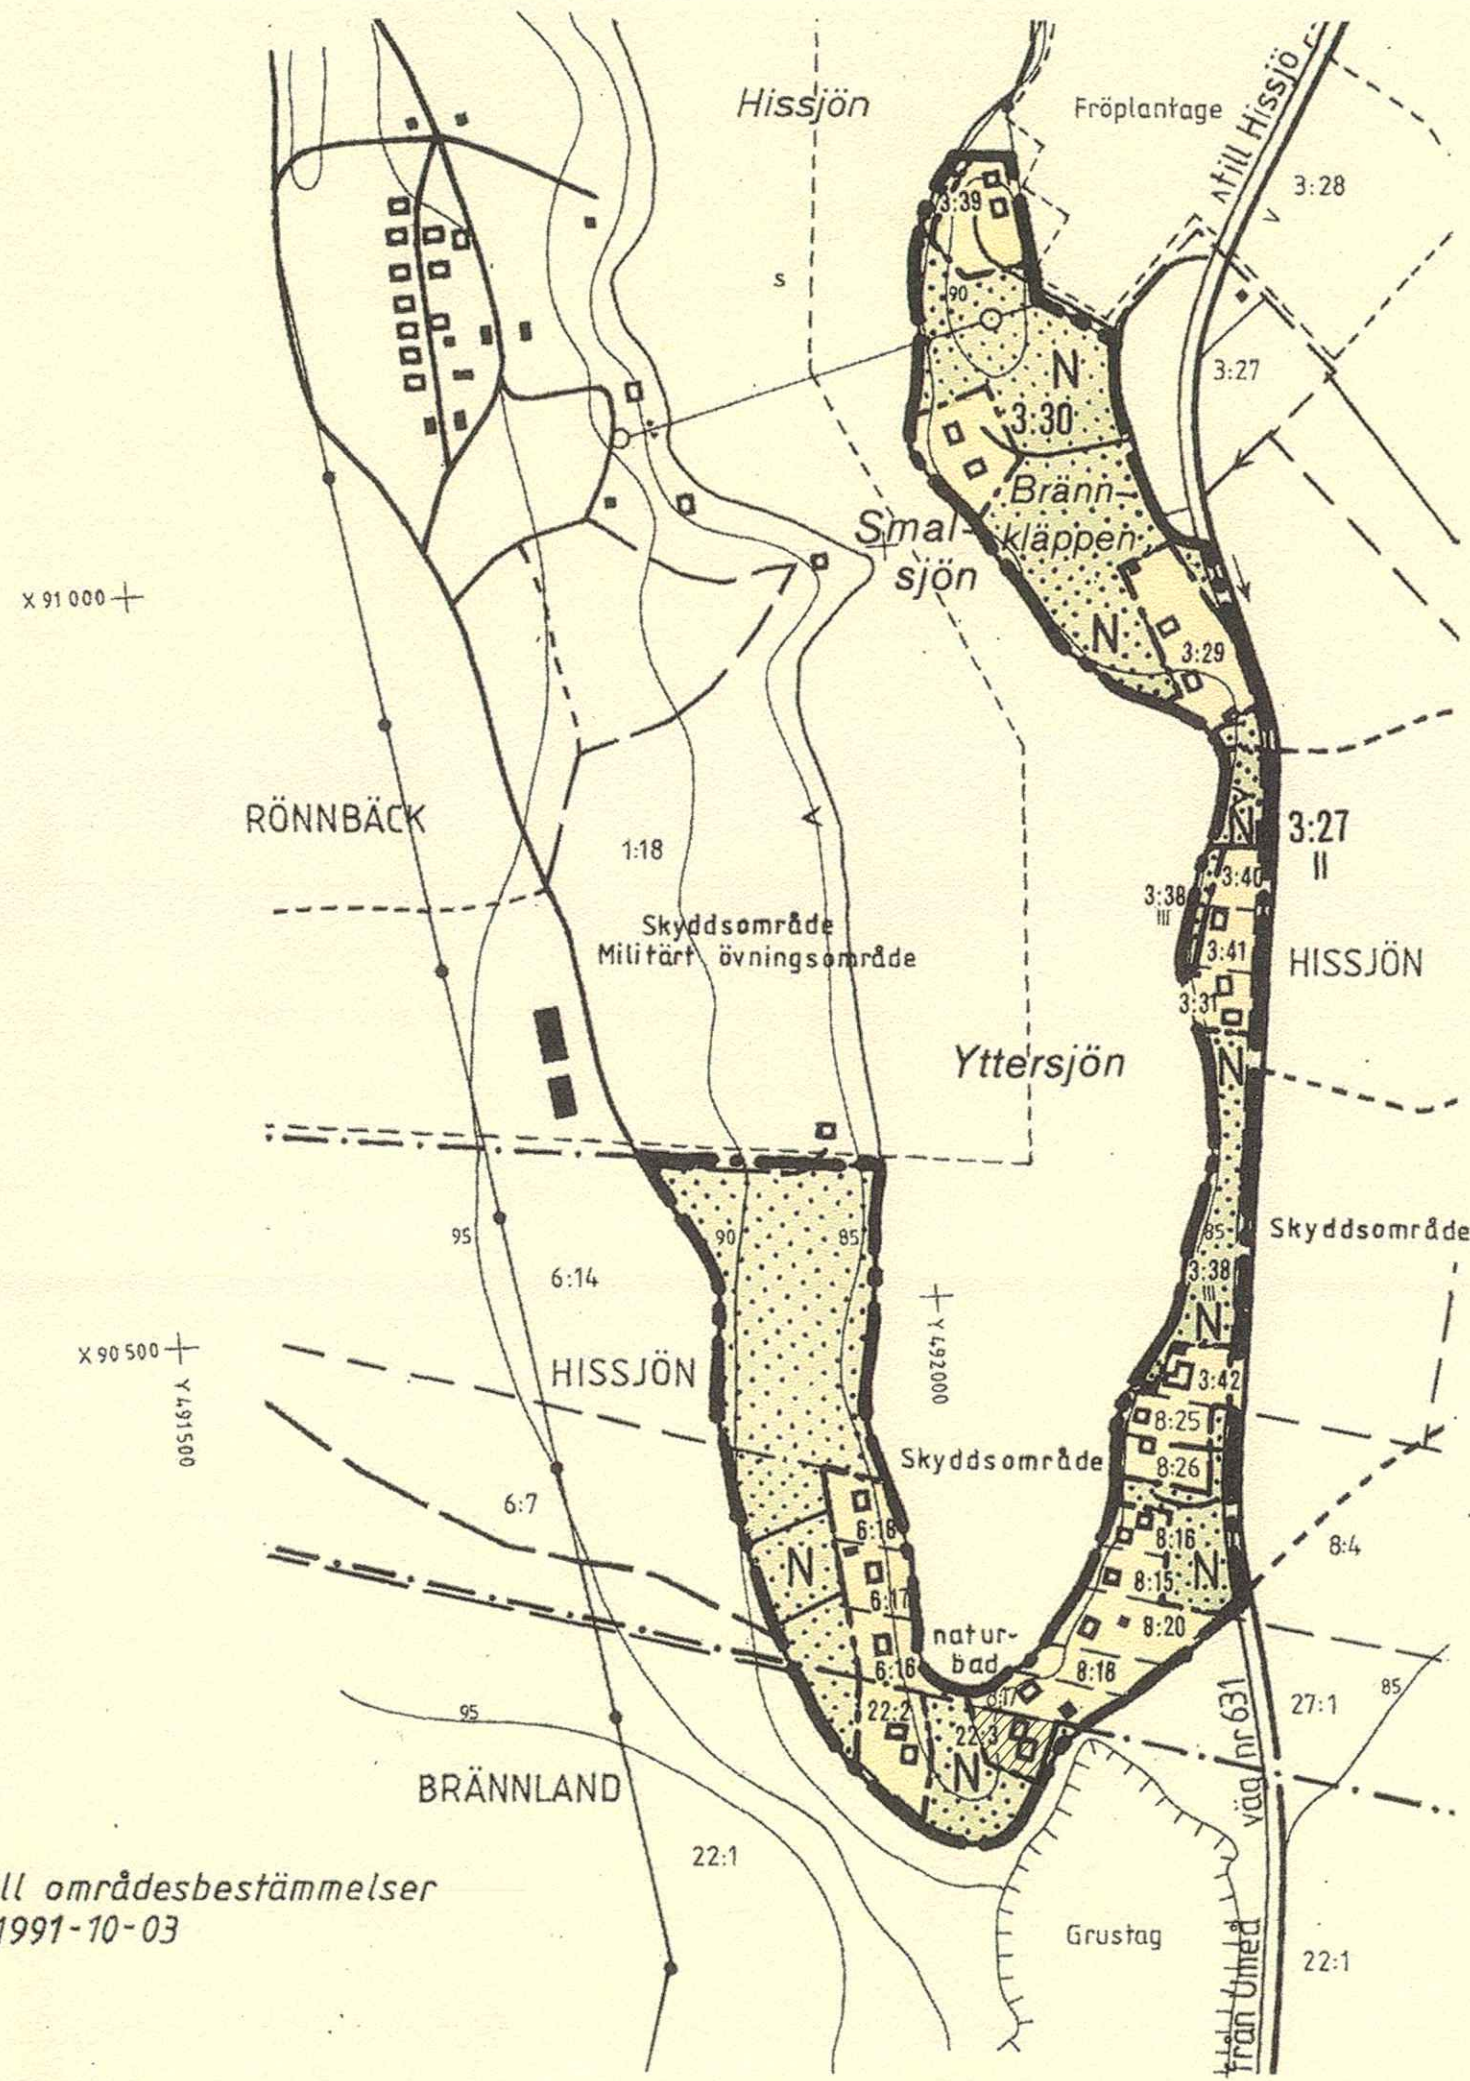 Hissjön
Fröplantage
till Hissjö
3:28
3:39
s
90
N
3:30
3:27
Bränn-
kläppen
Smal-
sjön
X 91 000
N
3:29
RÖNNBÄCK
1:18
N
3:27
II
3:40
3:38
III
Skyddsområde
Militärt övningsområde
3:41
HISSJÖN
3:31
Yttersjön
N
95
90
85
85
Skyddsområde
6:14
3:38
III
N
X 90 500
Y 491500
HISSJÖN
Y 492000
3:42
8:25
Skyddsområde
8:26
6:7
6:18
8:16
8:4
N
6:17
8:15
N
natur-
bad
8:20
6:16
8:18
95
22:2
8:17
22:3
27:1
85
N
BRÄNNLAND
väg nr 631
22:1
ll områdesbestämmelser
1991-10-03
Grustag
från Umeå
22:1